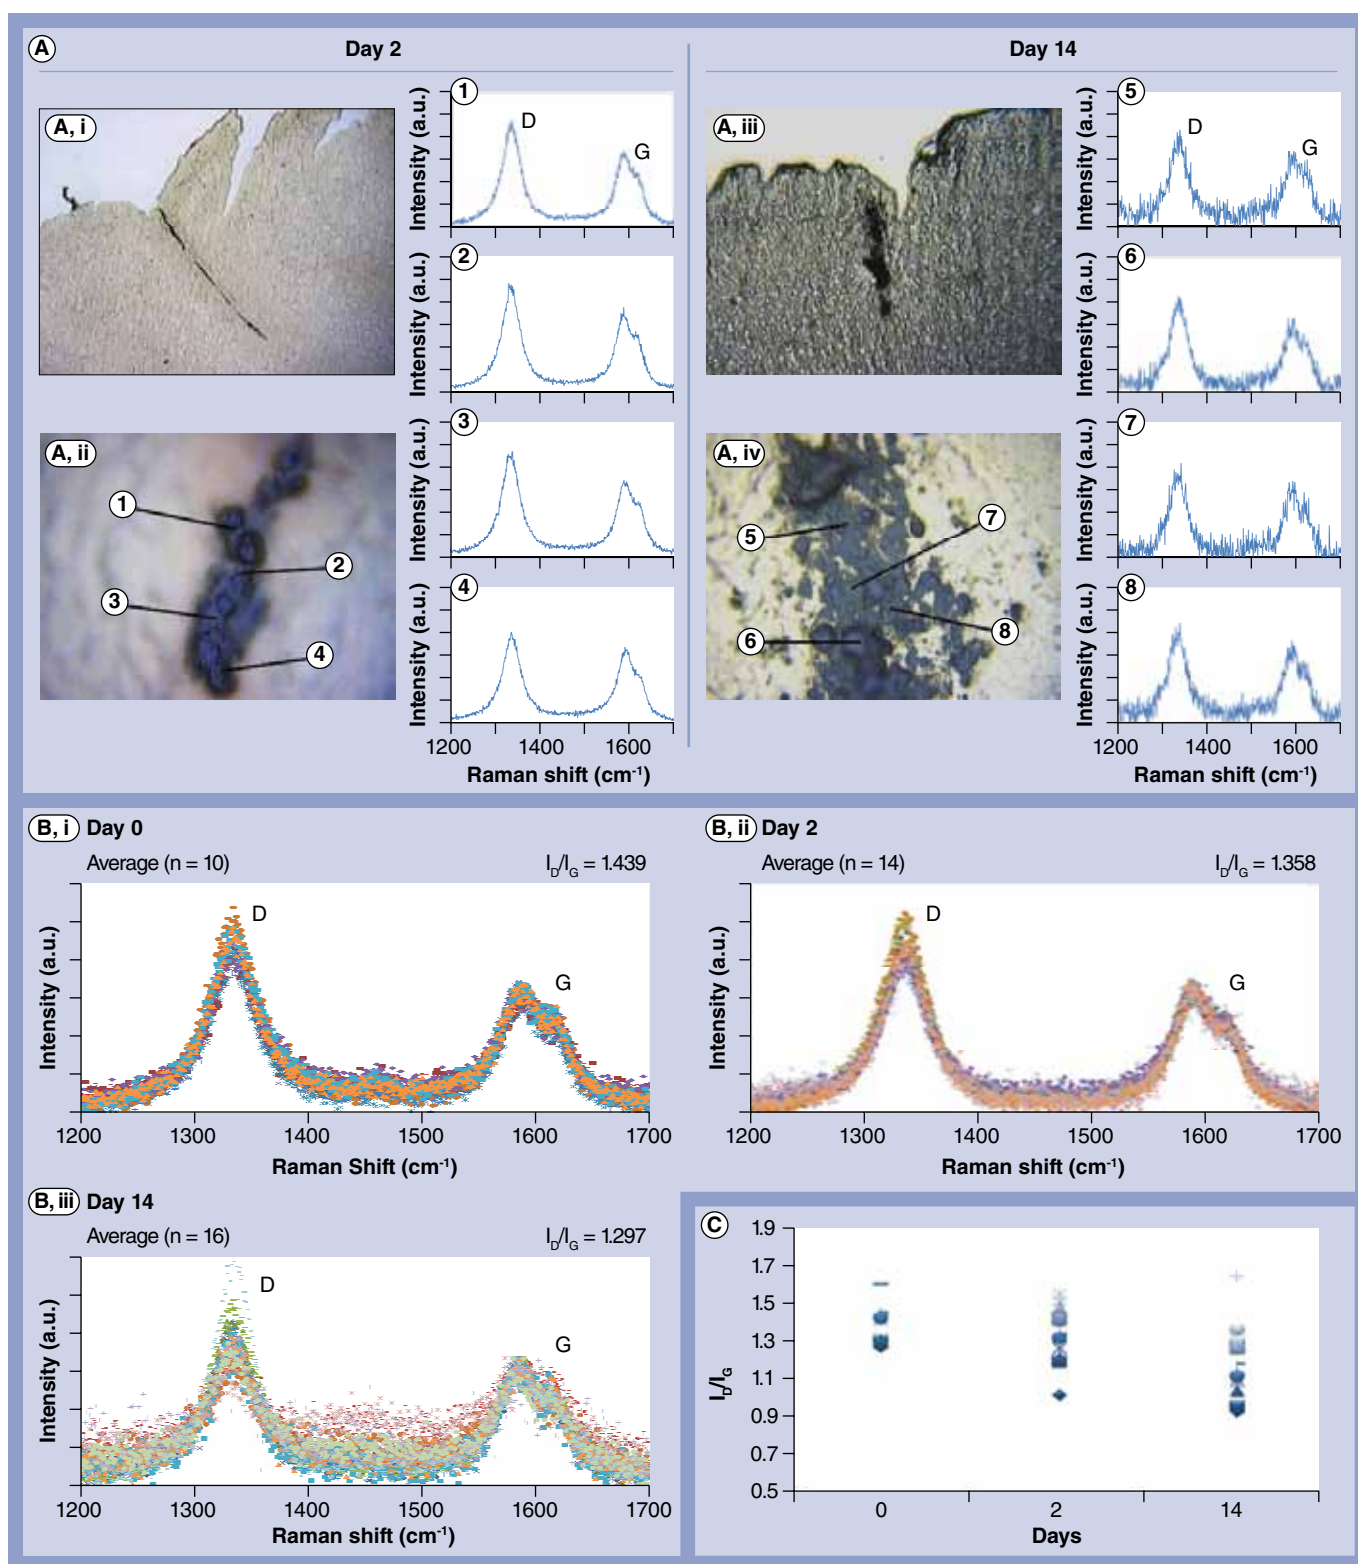 A
Day 2
Day 14
A, i
1
D
G
Intensity (a.u.)
2
Intensity (a.u.)
A, ii
1
2
3
4
3
Intensity (a.u.)
4
Intensity (a.u.)
1200 1400 1600
Raman shift (cm-1)
A, iii
5
D
G
Intensity (a.u.)
6
Intensity (a.u.)
A, iv
5
7
6
8
7
Intensity (a.u.)
8
Intensity (a.u.)
1200 1400 1600
Raman shift (cm-1)
B, i Day 0
Average (n = 10) ID/IG = 1.439
D
G
Intensity (a.u.)
1200 1300 1400 1500 1600 1700
Raman Shift (cm-1)
B, ii Day 2
Average (n = 14) ID/IG = 1.358
D
G
Intensity (a.u.)
1200 1300 1400 1500 1600 1700
Raman shift (cm-1)
B, iii Day 14
Average (n = 16) ID/IG = 1.297
D
G
Intensity (a.u.)
1200 1300 1400 1500 1600 1700
Raman shift (cm-1)
C
1.9
1.7
1.5
1.3
1.1
0.9
0.7
0.5
ID/IG
0 2 14
Days